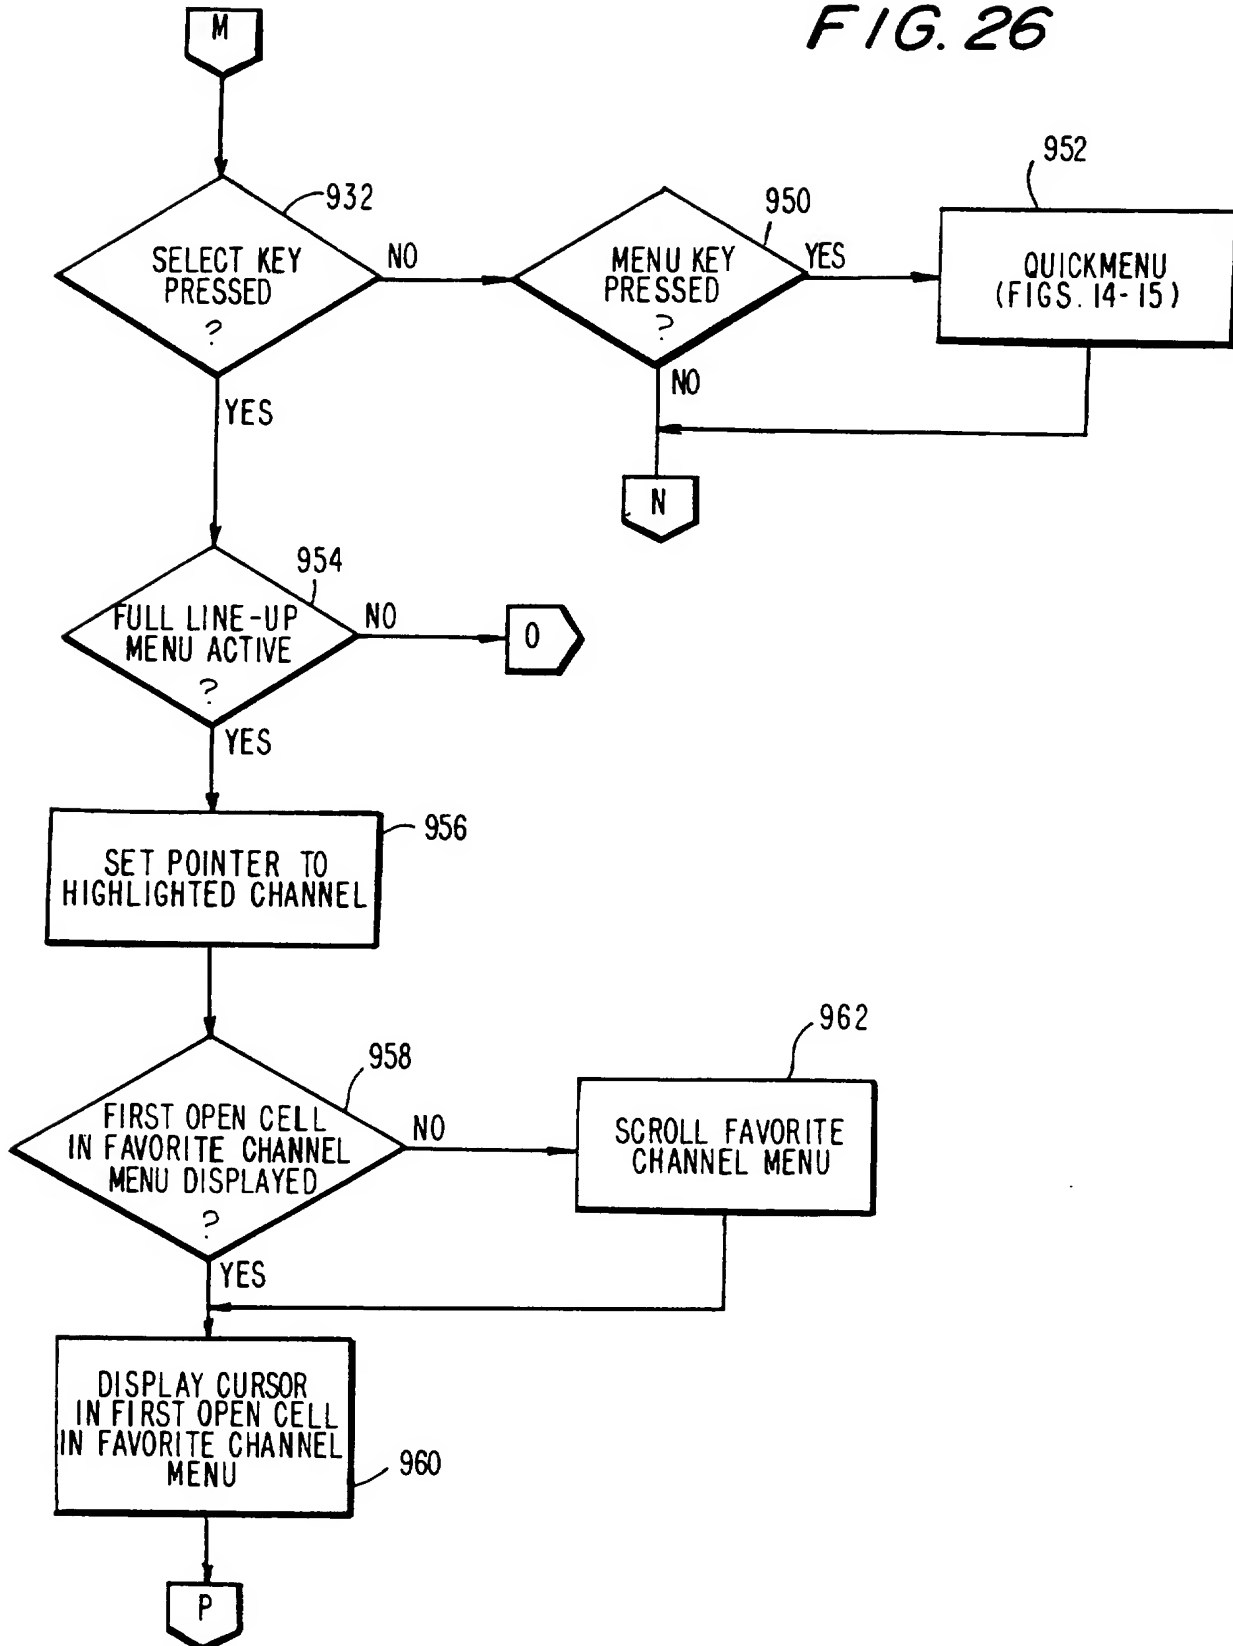 FIG. 26
M
932
SELECT KEY
PRESSED
?
NO
YES
950
MENU KEY
PRESSED
?
YES
NO
952
QUICKMENU
(FIGS. 14-15)
N
954
FULL LINE-UP
MENU ACTIVE
?
NO
YES
O
956
SET POINTER TO
HIGHLIGHTED CHANNEL
958
FIRST OPEN CELL
IN FAVORITE CHANNEL
MENU DISPLAYED
?
NO
YES
962
SCROLL FAVORITE
CHANNEL MENU
DISPLAY CURSOR
IN FIRST OPEN CELL
IN FAVORITE CHANNEL
MENU
960
P